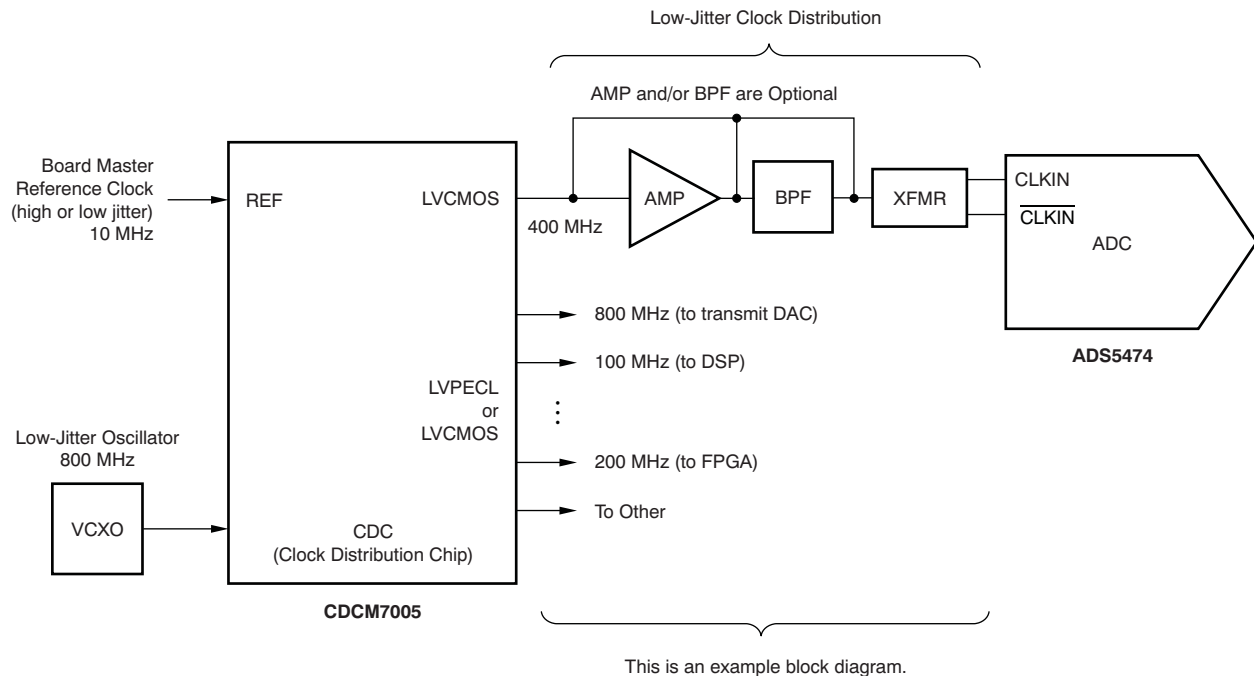 Low-Jitter Clock Distribution
AMP and/or BPF are Optional
Board Master
Reference Clock
(high or low jitter)
10 MHz
REF
LVCMOS
400 MHz
AMP
BPF
XFMR
CLKIN
CLKIN
ADC
ADS5474
800 MHz (to transmit DAC)
100 MHz (to DSP)
LVPECL
or
LVCMOS
⋮
200 MHz (to FPGA)
To Other
Low-Jitter Oscillator
800 MHz
VCXO
CDC
(Clock Distribution Chip)
CDCM7005
This is an example block diagram.